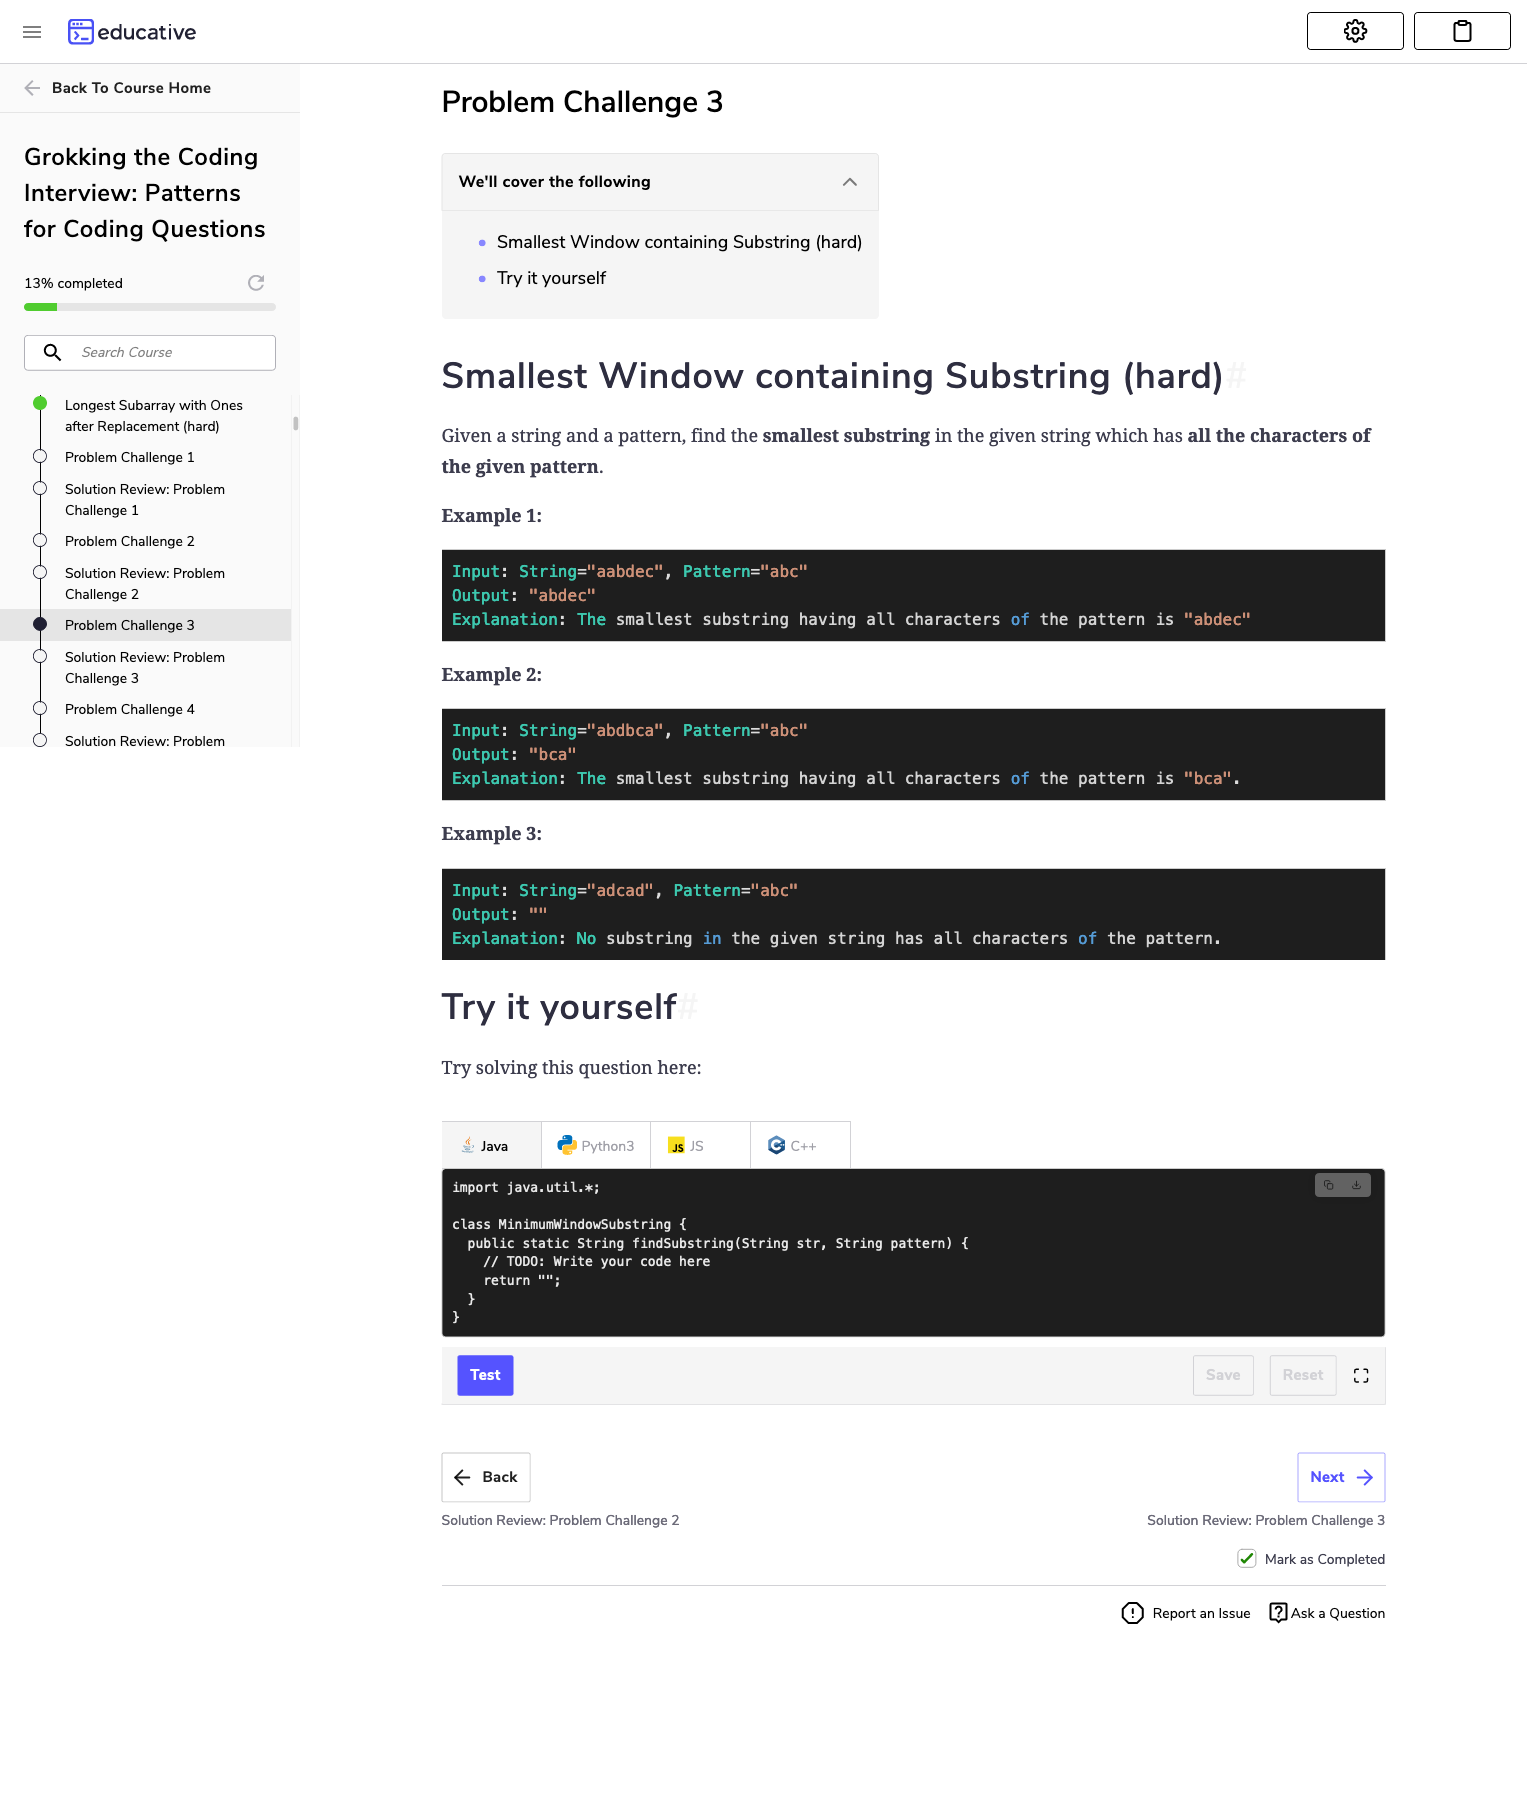 educative
Back To Course Home
Grokking the Coding
Interview: Patterns
for Coding Questions
13% completed
Search Course
Longest Subarray with Ones
after Replacement (hard)
Problem Challenge 1
Solution Review: Problem
Challenge 1
Problem Challenge 2
Solution Review: Problem
Challenge 2
Problem Challenge 3
Solution Review: Problem
Challenge 3
Problem Challenge 4
Solution Review: Problem
Problem Challenge 3
We'll cover the following
Smallest Window containing Substring (hard)
Try it yourself
Smallest Window containing Substring (hard)#
Given a string and a pattern, find the smallest substring in the given string which has all the characters of
the given pattern.
Example 1:
Input: String="aabdec", Pattern="abc"
Output: "abdec"
Explanation: The smallest substring having all characters of the pattern is "abdec"
Example 2:
Input: String="abdbca", Pattern="abc"
Output: "bca"
Explanation: The smallest substring having all characters of the pattern is "bca".
Example 3:
Input: String="adcad", Pattern="abc"
Output: ""
Explanation: No substring in the given string has all characters of the pattern.
Try it yourself#
Try solving this question here:
Java Python3 JS JS C++
import java.util.*;
class MinimumWindowSubstring {
public static String findSubstring(String str, String pattern) {
// TODO: Write your code here
return "";
}
}
Test Save Reset
Back Next
Solution Review: Problem Challenge 2 Solution Review: Problem Challenge 3
Mark as Completed
Report an Issue Ask a Question